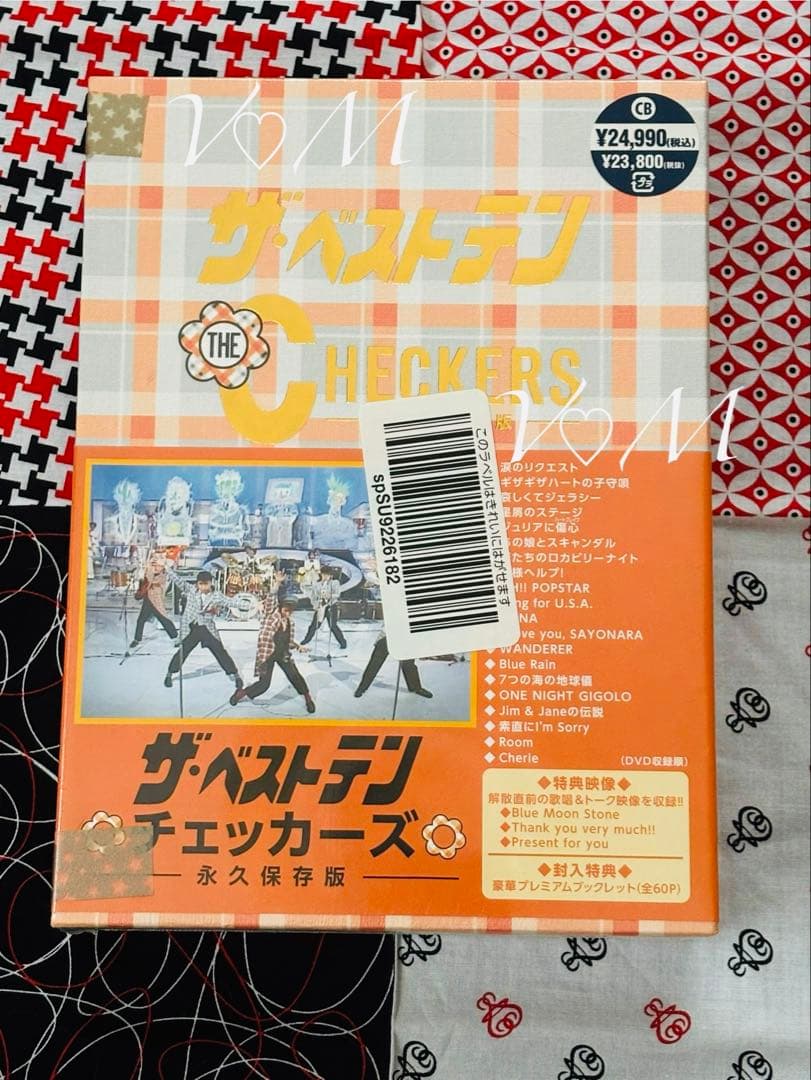 V♡M
CB
¥24,990(税込)
¥23,800(税抜)
ザ・ベストテン
THE
CHECKERS
版
V♡M
このラベルはきれいにはがせます
spSU9226182
涙のリクエスト
ギザギザハートの子守唄
哀しくてジェラシー
星男のステージ
ジュリアに傷心
の娘とスキャンダル
たちのロカビリーナイト
様ヘルプ!
H!! POPSTAR
ng for U.S.A.
NA
ve you, SAYONARA
WANDERER
◆ Blue Rain
◆ 7つの海の地球儀
◆ ONE NIGHT GIGOLO
◆ Jim & Janeの伝説
◆ 素直にI'm Sorry
◆ Room
◆ Cherie
(DVD収録順)
ザ・ベストテン
チェッカーズ
永久保存版
◆特典映像◆
解散直前の歌唱&トーク映像を収録!!
◆Blue Moon Stone
◆Thank you very much!!
◆Present for you
◆封入特典◆
豪華プレミアムブックレット(全60P)